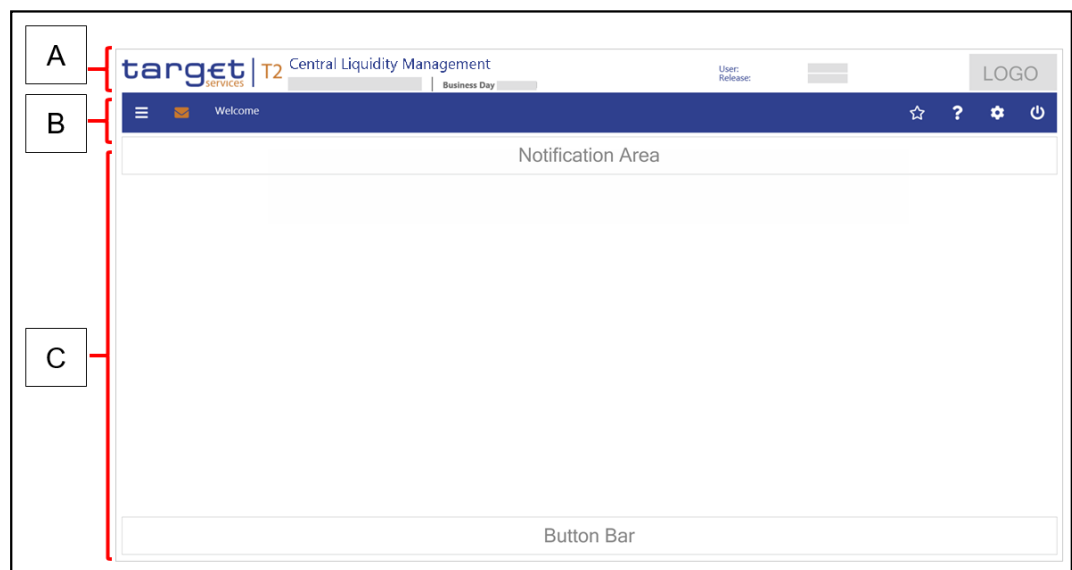 A
target services | T2 Central Liquidity Management
Business Day
User:
Release:
LOGO
B
Welcome
?
Notification Area
C
Button Bar